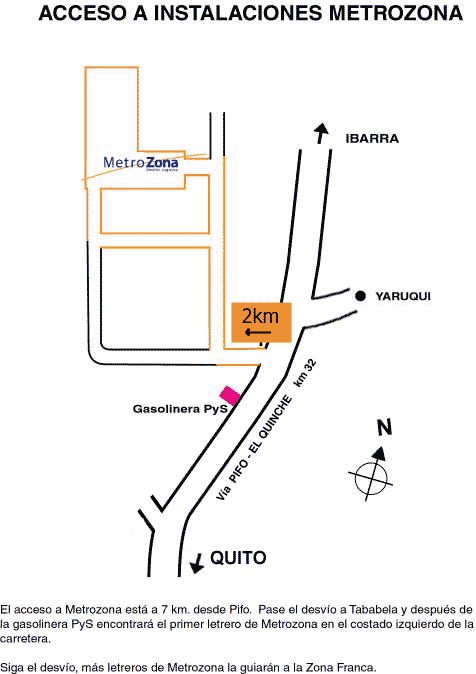 ACCESO A INSTALACIONES METROZONA
IBARRA
MetroZona
Gestión Logística
YARUQUI
2km
Gasolinera PyS
Vía PIFO - EL QUINCHE km 32
N
QUITO
El acceso a Metrozona está a 7 km. desde Pifo. Pase el desvío a Tababela y después de
la gasolinera PyS encontrará el primer letrero de Metrozona en el costado izquierdo de la
carretera.
Siga el desvío, más letreros de Metrozona la guiarán a la Zona Franca.